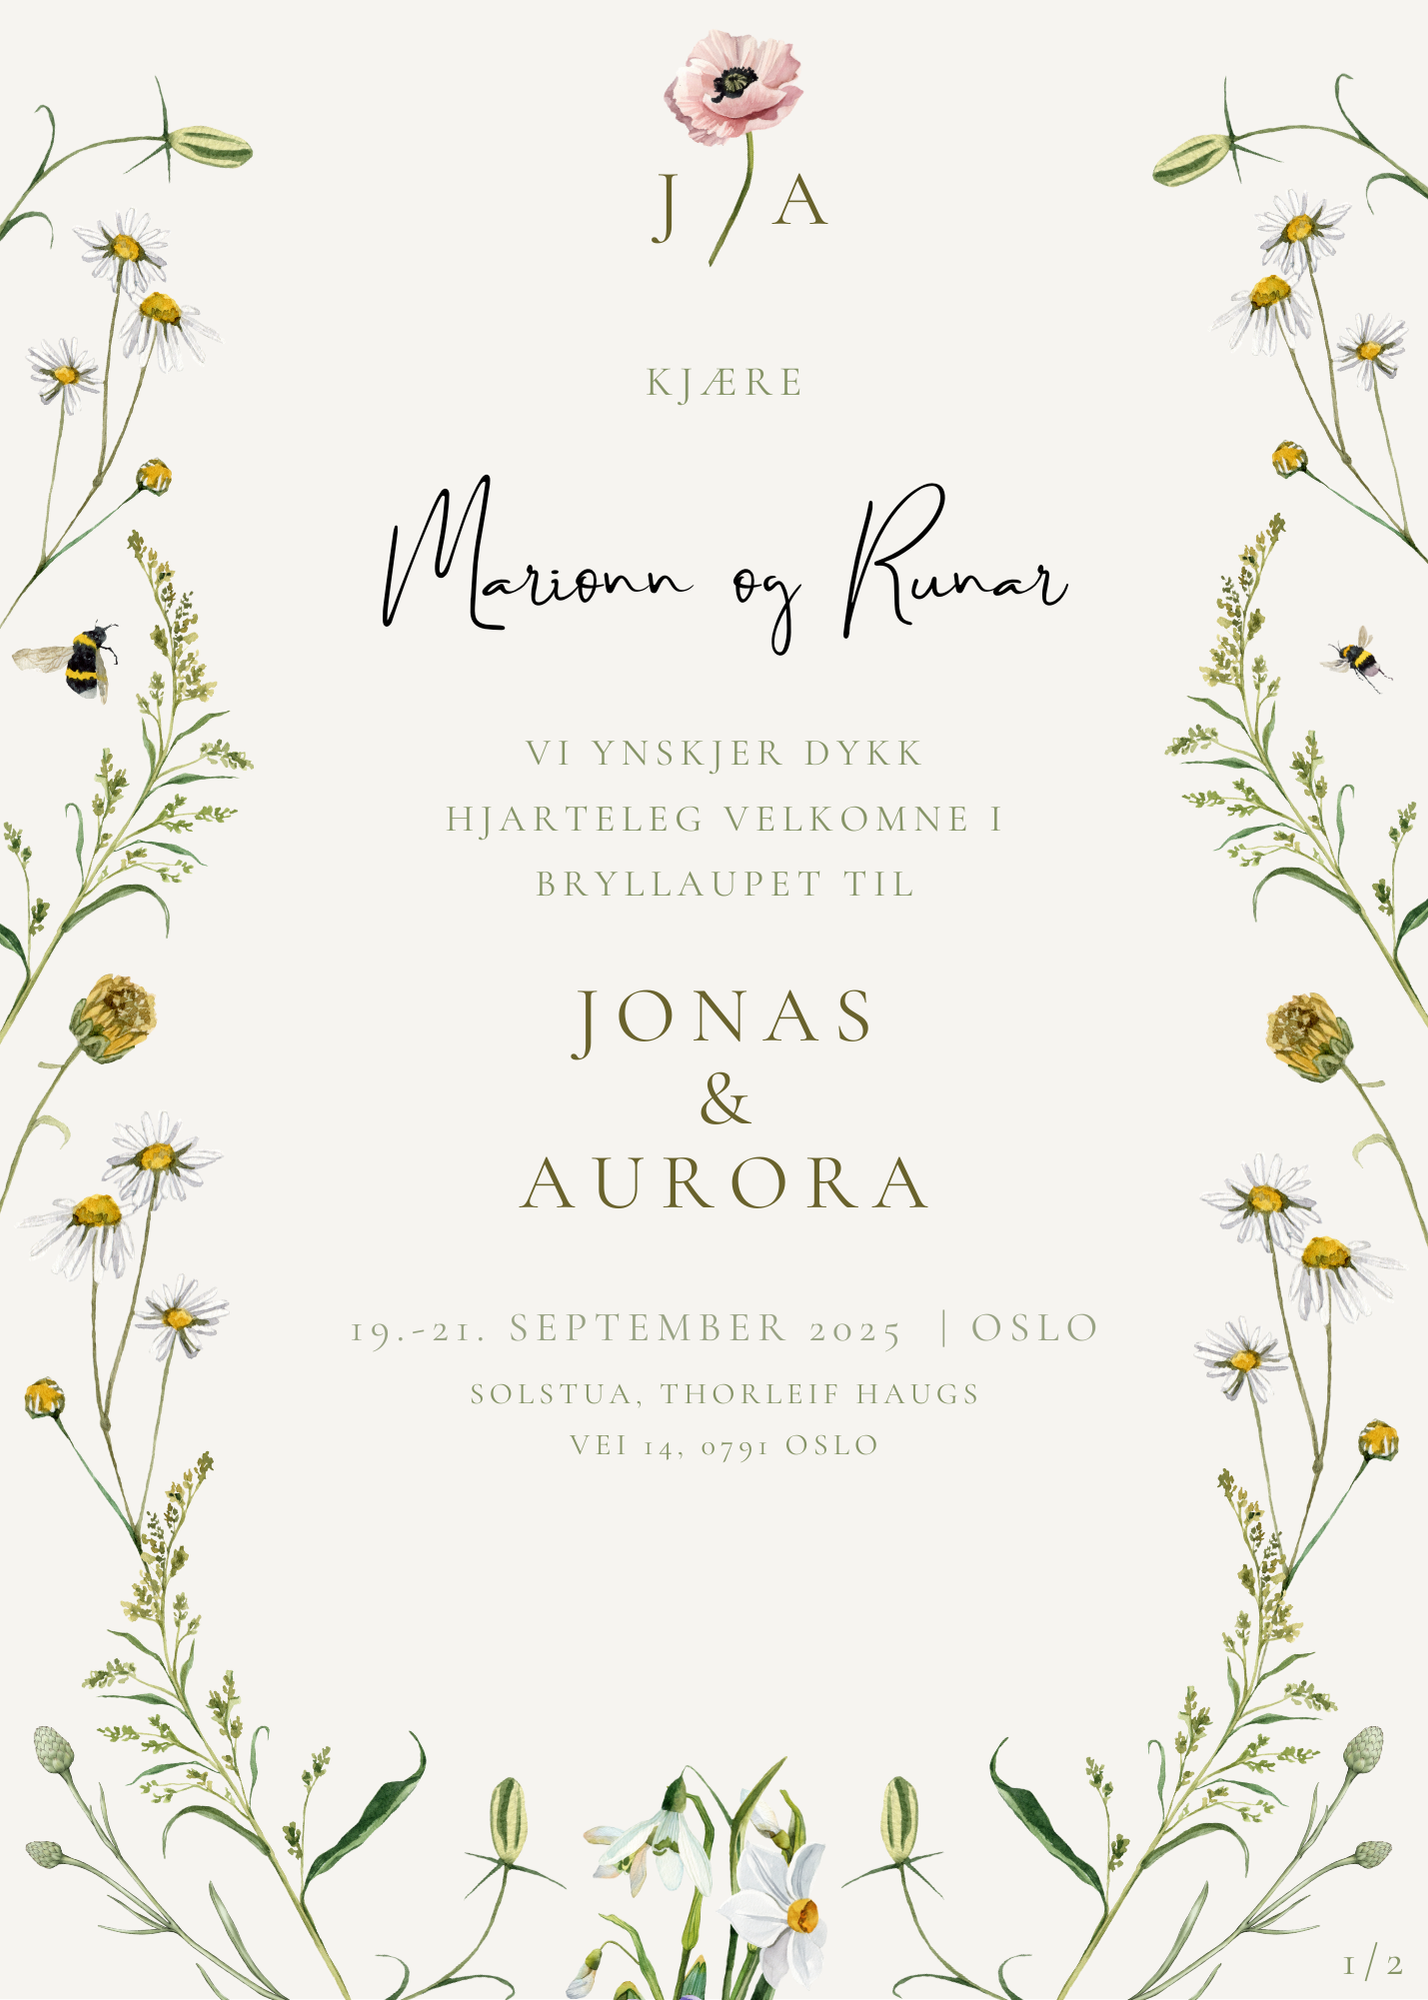 J A
KJÆRE
Marionn og Runar
VI YNSKJER DYKK
HJARTELEG VELKOMNE I
BRYLLAUPET TIL
JONAS
&
AURORA
19.-21. SEPTEMBER 2025 | OSLO
SOLSTUA, THORLEIF HAUGS
VEI 14, 0791 OSLO
1/2